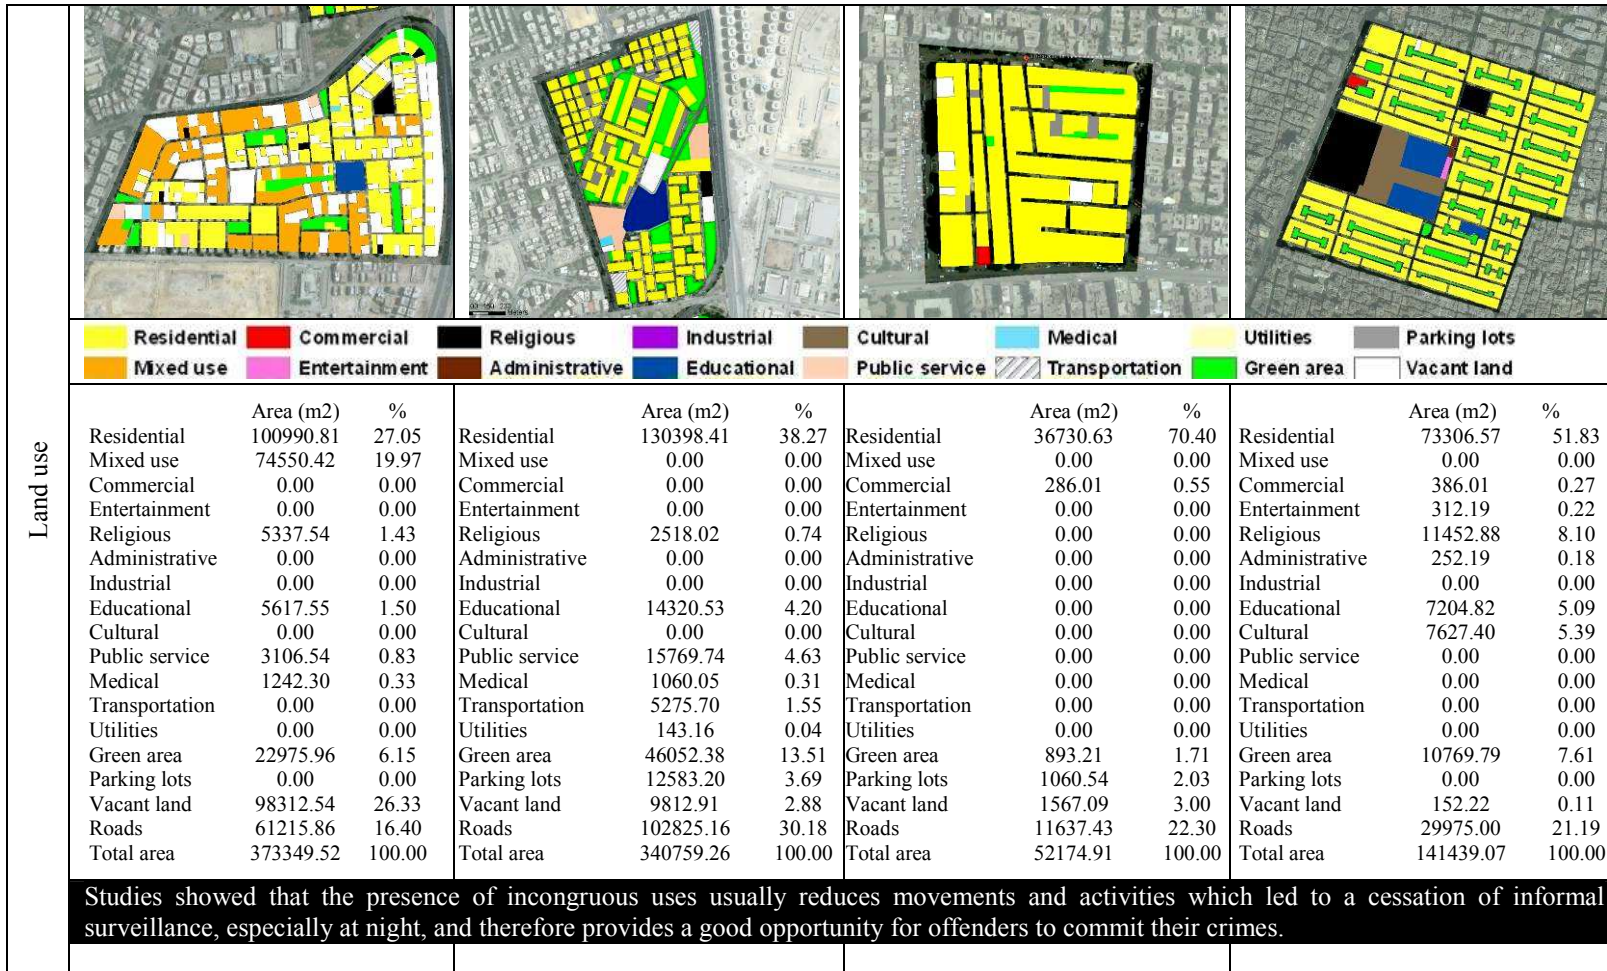 Land use
Residential Commercial Religious Industrial Cultural Medical Utilities Parking lots
Mixed use Entertainment Administrative Educational Public service Transportation Green area Vacant land
Area (m2) %
Residential 100990.81 27.05
Mixed use 74550.42 19.97
Commercial 0.00 0.00
Entertainment 0.00 0.00
Religious 5337.54 1.43
Administrative 0.00 0.00
Industrial 0.00 0.00
Educational 5617.55 1.50
Cultural 0.00 0.00
Public service 3106.54 0.83
Medical 1242.30 0.33
Transportation 0.00 0.00
Utilities 0.00 0.00
Green area 22975.96 6.15
Parking lots 0.00 0.00
Vacant land 98312.54 26.33
Roads 61215.86 16.40
Total area 373349.52 100.00
Area (m2) %
Residential 130398.41 38.27
Mixed use 0.00 0.00
Commercial 0.00 0.00
Entertainment 0.00 0.00
Religious 2518.02 0.74
Administrative 0.00 0.00
Industrial 0.00 0.00
Educational 14320.53 4.20
Cultural 0.00 0.00
Public service 15769.74 4.63
Medical 1060.05 0.31
Transportation 5275.70 1.55
Utilities 143.16 0.04
Green area 46052.38 13.51
Parking lots 12583.20 3.69
Vacant land 9812.91 2.88
Roads 102825.16 30.18
Total area 340759.26 100.00
Area (m2) %
Residential 36730.63 70.40
Mixed use 0.00 0.00
Commercial 286.01 0.55
Entertainment 0.00 0.00
Religious 0.00 0.00
Administrative 0.00 0.00
Industrial 0.00 0.00
Educational 0.00 0.00
Cultural 0.00 0.00
Public service 0.00 0.00
Medical 0.00 0.00
Transportation 0.00 0.00
Utilities 0.00 0.00
Green area 893.21 1.71
Parking lots 1060.54 2.03
Vacant land 1567.09 3.00
Roads 11637.43 22.30
Total area 52174.91 100.00
Area (m2) %
Residential 73306.57 51.83
Mixed use 0.00 0.00
Commercial 386.01 0.27
Entertainment 312.19 0.22
Religious 11452.88 8.10
Administrative 252.19 0.18
Industrial 0.00 0.00
Educational 7204.82 5.09
Cultural 7627.40 5.39
Public service 0.00 0.00
Medical 0.00 0.00
Transportation 0.00 0.00
Utilities 0.00 0.00
Green area 10769.79 7.61
Parking lots 0.00 0.00
Vacant land 152.22 0.11
Roads 29975.00 21.19
Total area 141439.07 100.00
Studies showed that the presence of incongruous uses usually reduces movements and activities which led to a cessation of informal
surveillance, especially at night, and therefore provides a good opportunity for offenders to commit their crimes.